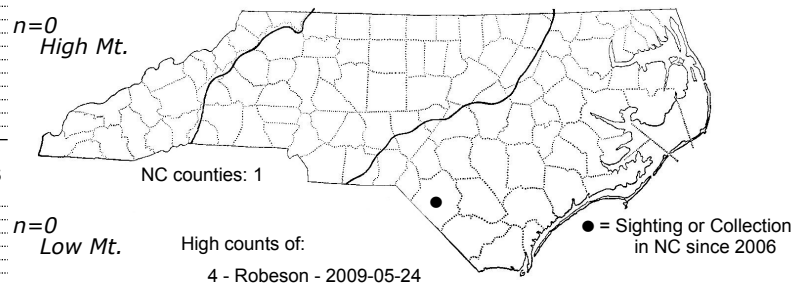 n=0
High Mt.
NC counties: 1
n=0
Low Mt.
High counts of:
4 - Robeson - 2009-05-24
● = Sighting or Collection
in NC since 2006